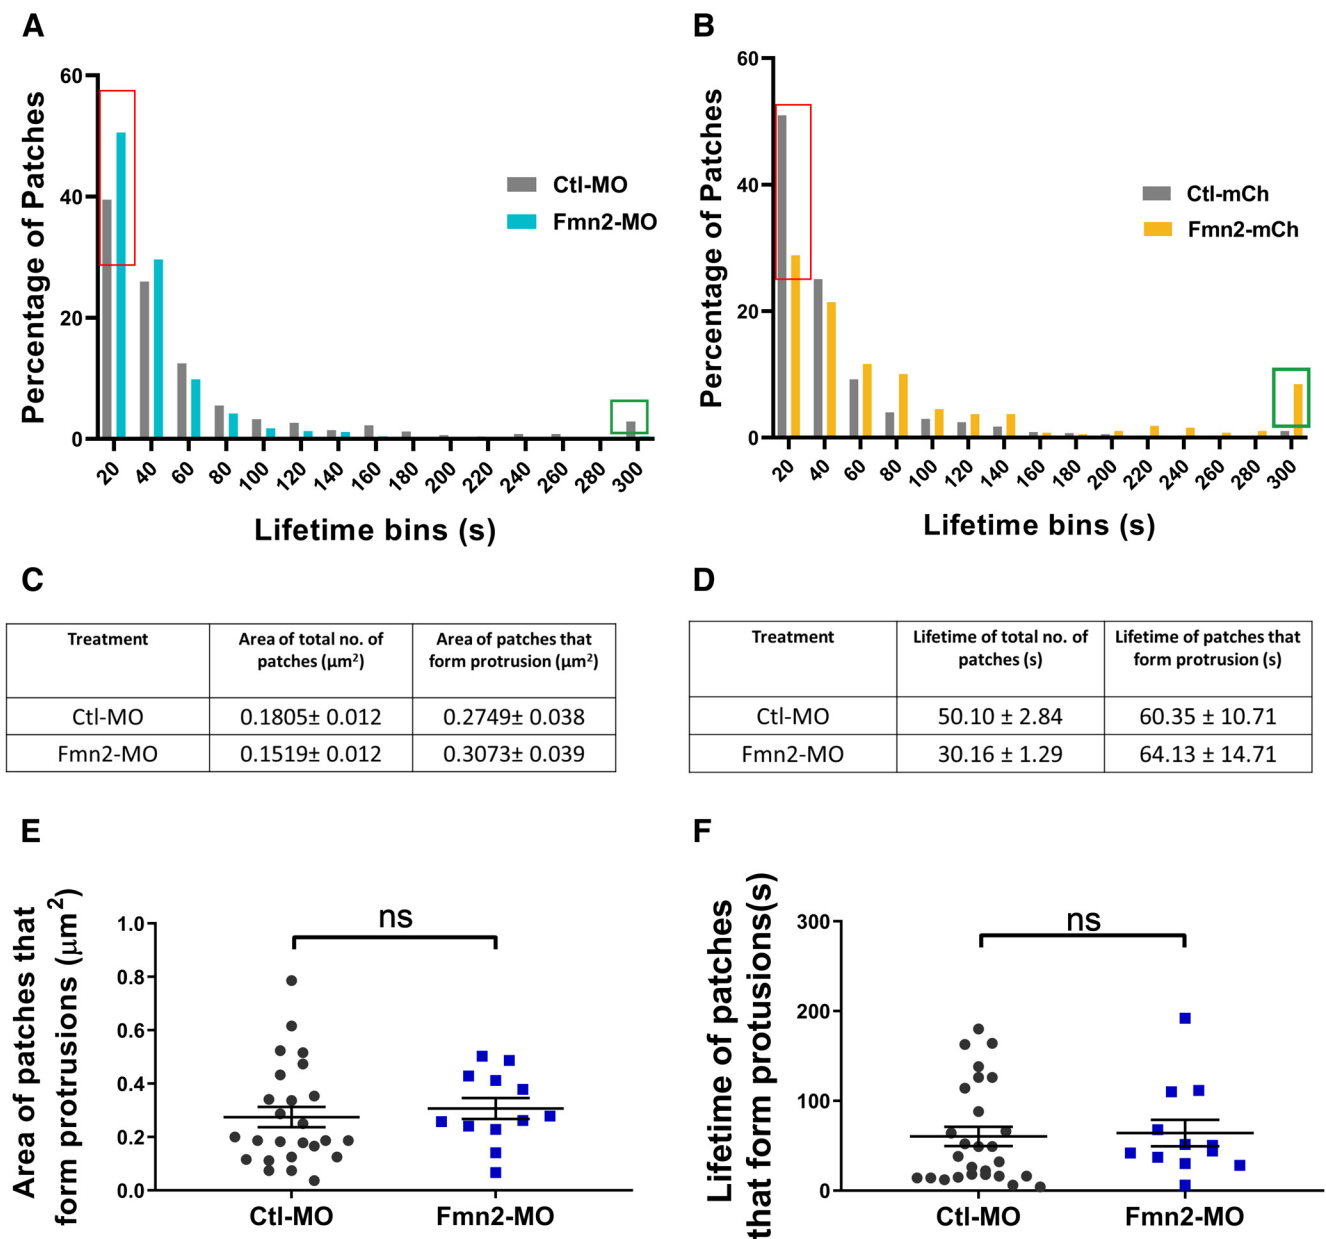 A
60
40
20
0
Percentage of Patches
Ctl-MO
Fmn2-MO
20 40 60 80 100 120 140 160 180 200 220 240 260 280 300
Lifetime bins (s)
B
60
40
20
0
Percentage of Patches
Ctl-mCh
Fmn2-mCh
20 40 60 80 100 120 140 160 180 200 220 240 260 280 300
Lifetime bins (s)
C
Treatment
Area of total no. of
patches (µm²)
Area of patches that
form protrusion (µm²)
Ctl-MO 0.1805± 0.012 0.2749± 0.038
Fmn2-MO 0.1519± 0.012 0.3073± 0.039
D
Treatment
Lifetime of total no. of
patches (s)
Lifetime of patches that
form protrusion (s)
Ctl-MO 50.10 ± 2.84 60.35 ± 10.71
Fmn2-MO 30.16 ± 1.29 64.13 ± 14.71
E
Area of patches that
form protrusions (µm²)
1.0
0.8
0.6
0.4
0.2
0.0
ns
Ctl-MO Fmn2-MO
F
Lifetime of patches
that form protusions(s)
300
200
100
0
ns
Ctl-MO Fmn2-MO